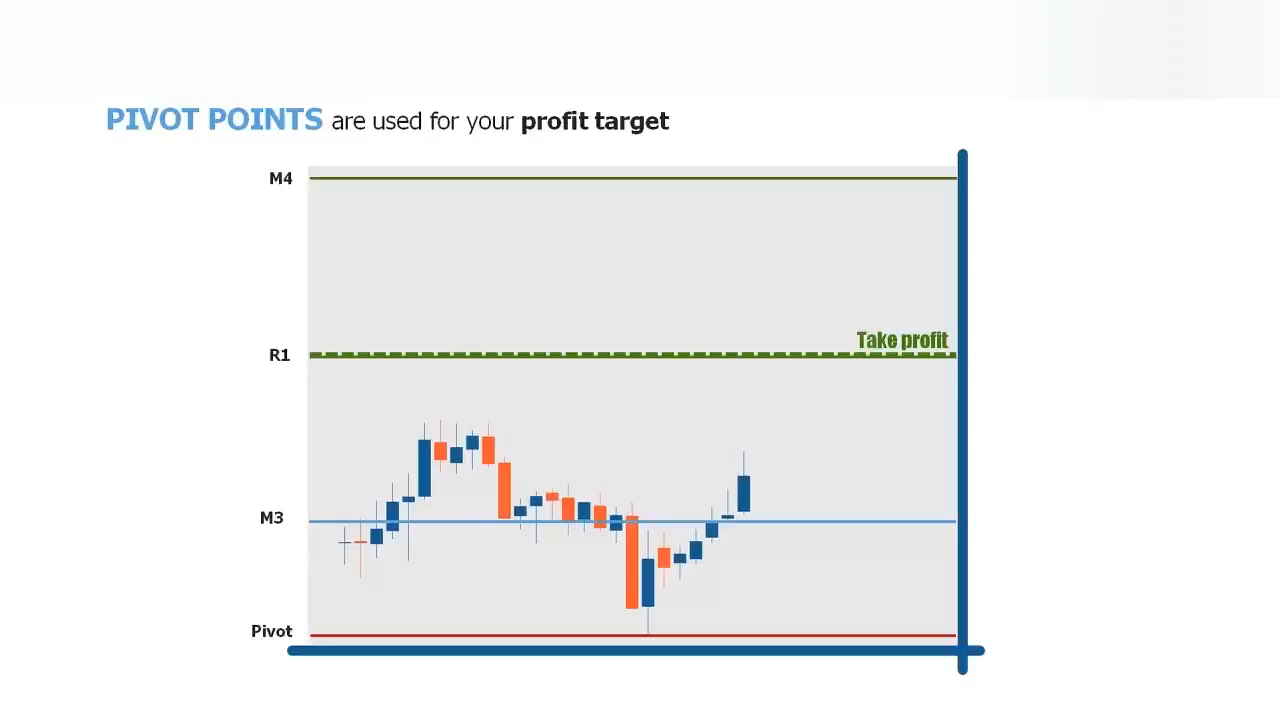 PIVOT POINTS are used for your profit target
M4
Take profit
R1
M3
Pivot